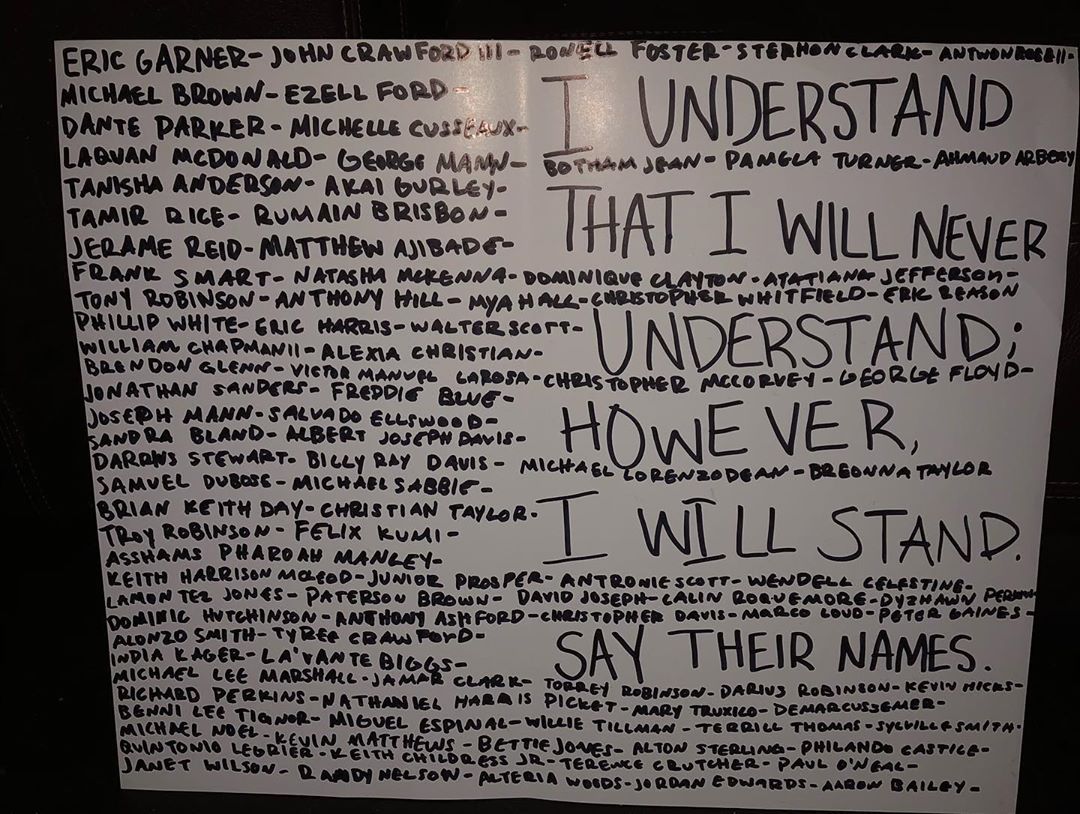 ERIC GARNER- JOHN CRAWFORD III - RONELL FOSTER- STEPHON CLARK- ANTWON ROSE II-
MICHAEL BROWN- EZELL FORD -
I UNDERSTAND
DANTE PARKER- MICHELLE CUSSEAUX-
LAQUAN MCDONALD- GEORGE MANN-
BOTHAM JEAN- PAMELA TURNER- AHMAUD ARBERY
TANISHA ANDERSON- AKAI GURLEY-
THAT I WILL NEVER
TAMIR RICE- RUMAIN BRISBON-
JERAME REID- MATTHEW AJIBADE-
FRANK SMART- NATASHA MCKENNA- DOMINIQUE CLAYTON- ATATIANA JEFFERSON-
TONY ROBINSON- ANTHONY HILL- MYA HALL- CHRISTOPHER WHITFIELD- ERIC REASON
PHILLIP WHITE- ERIC HARRIS- WALTER SCOTT-
UNDERSTAND;
WILLIAM CHAPMAN II- ALEXIA CHRISTIAN-
BRENDON GLENN- VICTOR MANUEL LAROSA- CHRISTOPHER MCCORVEY- GEORGE FLOYD-
JONATHAN SANDERS- FREDDIE BLUE-
JOSEPH MANN- SALVADO ELLSWOOD-
HOWEVER,
SANDRA BLAND- ALBERT JOSEPH DAVIS-
DARRIUS STEWART- BILLY RAY DAVIS- MICHAEL LORENZO DEAN- BREONNA TAYLOR
SAMUEL DUBOSE- MICHAEL SABBIE-
BRIAN KEITH DAY- CHRISTIAN TAYLOR-
I WILL STAND.
TROY ROBINSON- FELIX KUMI-
ASSHAMS PHAROAH MANLEY-
KEITH HARRISON MCLEOD- JUNIOR PROSPER- ANTRONIE SCOTT- WENDELL CELESTINE-
LAMONTEZ JONES- PATERSON BROWN- DAVID JOSEPH- CALIN ROQUEMORE- DYZHAWN
DOMINIC HUTCHINSON- ANTHONY ASHFORD- CHRISTOPHER DAVIS- MARCO LOUD- PETER GAINES-
ALONZO SMITH- TYREE CRAWFORD-
SAY THEIR NAMES.
INDIA KAGER- LA'VANTE BIGGS-
MICHAEL LEE MARSHALL- JAMAR CLARK- TORREY ROBINSON- DARIUS ROBINSON- KEVIN HICKS-
RICHARD PERKINS- NATHANIEL HARRIS PICKET- MARY TRUXILO- DEMARCUS SEMER-
BENNI LEE TIGNOR- MIGUEL ESPINAL- WILLIE TILLMAN- TERRILL THOMAS- SYLVILLE SMITH-
MICHAEL NOEL- KEVIN MATTHEWS- BETTIE JONES- ALTON STERLING- PHILANDO CASTILE-
QUINTONIO LEGRIER- KEITH CHILDRESS JR- TERENCE CRUTCHER- PAUL O'NEAL-
JANET WILSON- RANDY NELSON- ALTERIA WOODS- JORDAN EDWARDS- AARON BAILEY-